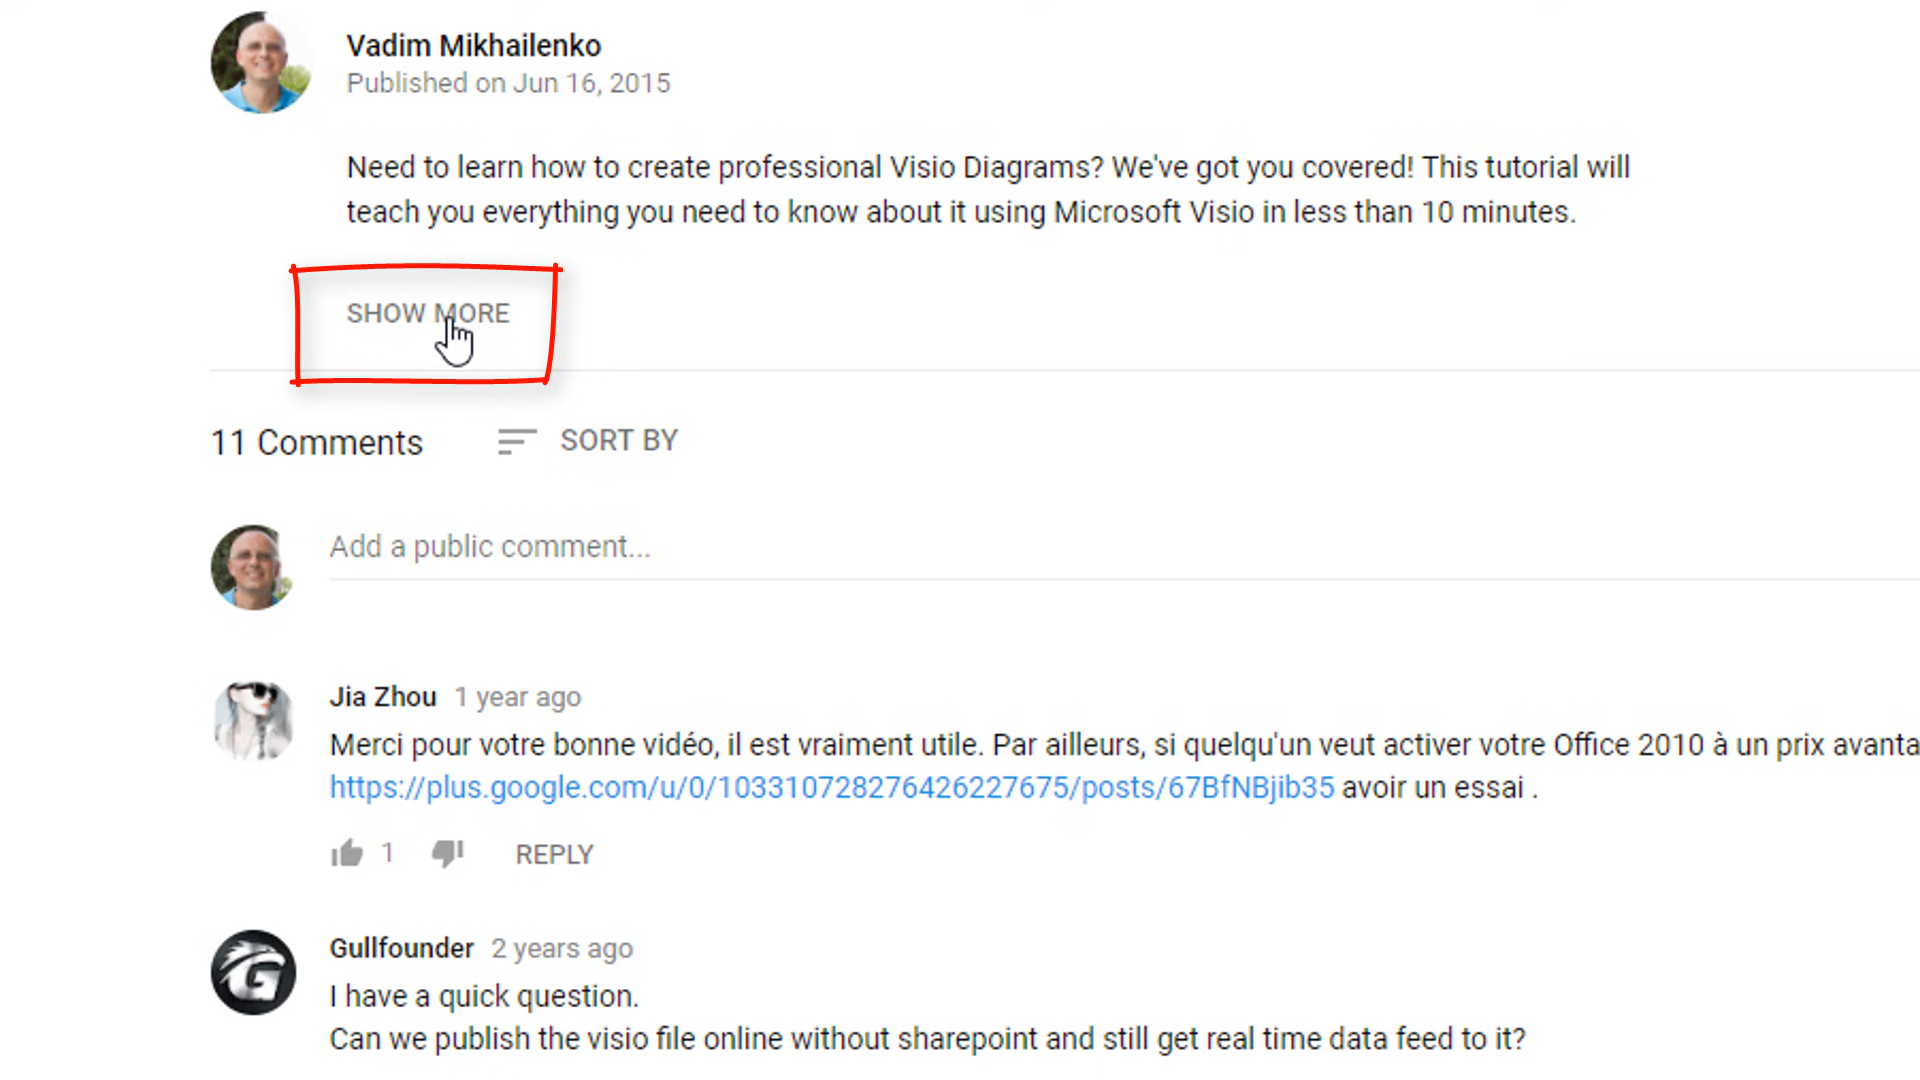 Vadim Mikhailenko
Published on Jun 16, 2015
Need to learn how to create professional Visio Diagrams? We've got you covered! This tutorial will
teach you everything you need to know about it using Microsoft Visio in less than 10 minutes.
SHOW MORE
11 Comments SORT BY
Add a public comment...
Jia Zhou 1 year ago
Merci pour votre bonne vidéo, il est vraiment utile. Par ailleurs, si quelqu'un veut activer votre Office 2010 à un prix avanta
https://plus.google.com/u/0/103310728276426227675/posts/67BfNBjib35 avoir un essai .
1 REPLY
Gullfounder 2 years ago
I have a quick question.
Can we publish the visio file online without sharepoint and still get real time data feed to it?